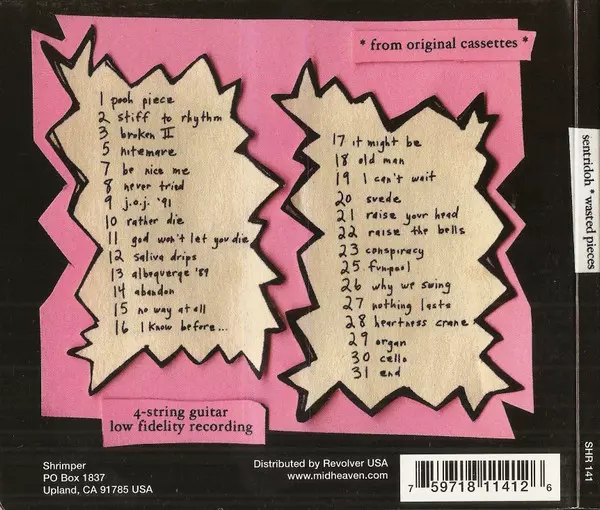 * from original cassettes *
1 pooh piece
2 stiff to rhythm
3 broken II
5 nitemare
7 be nice me
8 never tried
9 j.o.j. '91
10 rather die
11 god won't let you die
12 saliva drips
13 albeaverge '89
14 abandon
15 no way at all
16 I know before...
17 it might be
18 old man
19 I can't wait
20 suede
21 raise your head
22 raise the bells
23 conspiracy
25 funpool
26 why we swing
27 nothing lasts
28 heartness crane
29 organ
30 cello
31 end
4-string guitar
low fidelity recording
Shrimper
PO Box 1837
Upland, CA 91785 USA
Distributed by Revolver USA
www.midheaven.com
7 59718 11412 6
sentridoh * wasted pieces
SHR 141